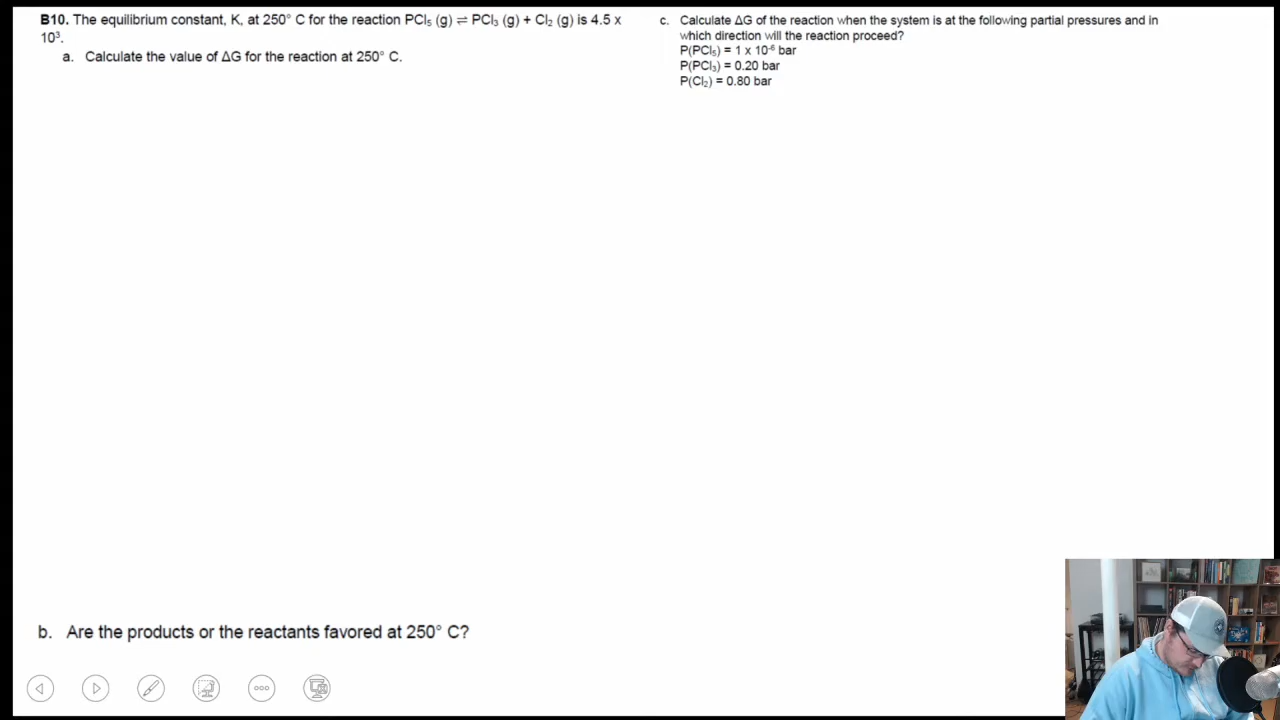 B10. The equilibrium constant, K, at 250° C for the reaction PCl₅ (g) ⇌ PCl₃ (g) + Cl₂ (g) is 4.5 x
10³.
a. Calculate the value of ΔG for the reaction at 250° C.
b. Are the products or the reactants favored at 250° C?
c. Calculate ΔG of the reaction when the system is at the following partial pressures and in
which direction will the reaction proceed?
P(PCl₅) = 1 x 10⁻⁶ bar
P(PCl₃) = 0.20 bar
P(Cl₂) = 0.80 bar